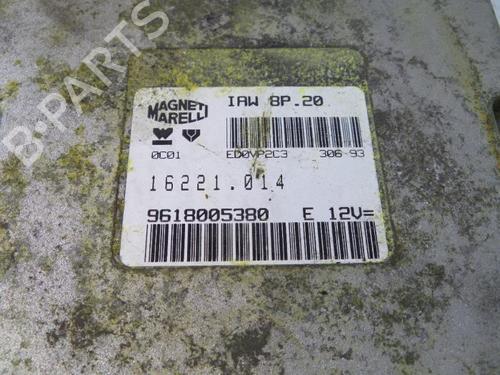 B-PARTS
MAGNETI
MARELLI
IAW 8P.20
0C01 ED0VP2C3 306-93
16221.014
9618005380 E 12V=